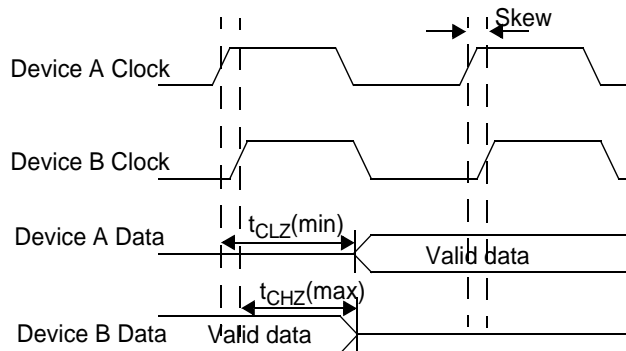 Skew
Device A Clock
Device B Clock
tCLZ(min)
Device A Data
Valid data
tCHZ(max)
Device B Data
Valid data